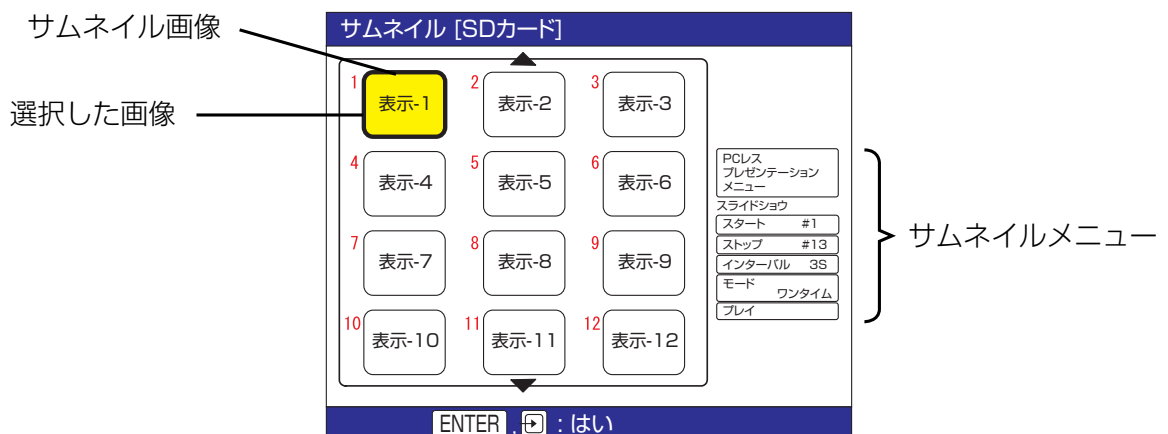 サムネイル画像
選択した画像
サムネイル [SDカード]
1 表示-1 2 表示-2 3 表示-3
4 表示-4 5 表示-5 6 表示-6
7 表示-7 8 表示-8 9 表示-9
10 表示-10 11 表示-11 12 表示-12
PCレス
プレゼンテーション
メニュー
スライドショウ
スタート #1
ストップ #13
インターバル 3S
モード
ワンタイム
プレイ
サムネイルメニュー
ENTER , : はい